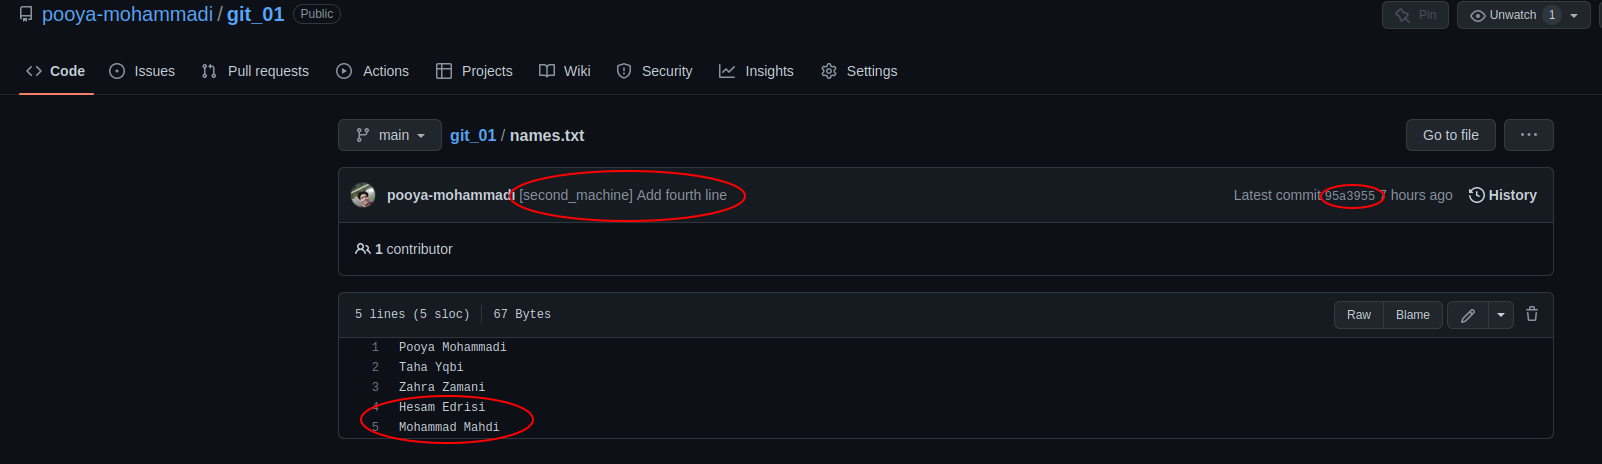 pooya-mohammadi / git_01 Public Pin Unwatch 1
Code Issues Pull requests Actions Projects Wiki Security Insights Settings
main git_01 / names.txt Go to file ...
pooya-mohammadi [second_machine] Add fourth line Latest commit 95a3955 7 hours ago History
1 contributor
5 lines (5 sloc) 67 Bytes Raw Blame
1 Pooya Mohammadi
2 Taha Yqbi
3 Zahra Zamani
4 Hesam Edrisi
5 Mohammad Mahdi